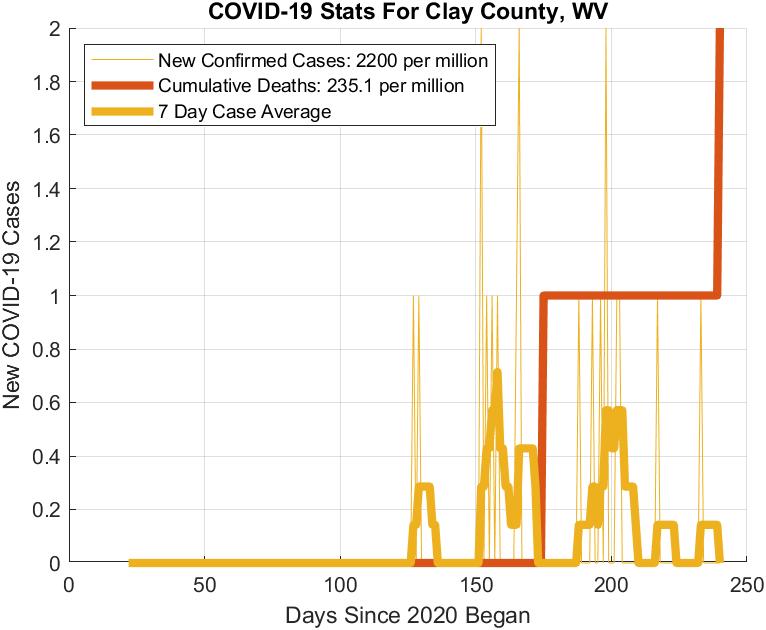 COVID-19 Stats For Clay County, WV
New Confirmed Cases: 2200 per million
Cumulative Deaths: 235.1 per million
7 Day Case Average
New COVID-19 Cases
2
1.8
1.6
1.4
1.2
1
0.8
0.6
0.4
0.2
0
0 50 100 150 200 250
Days Since 2020 Began